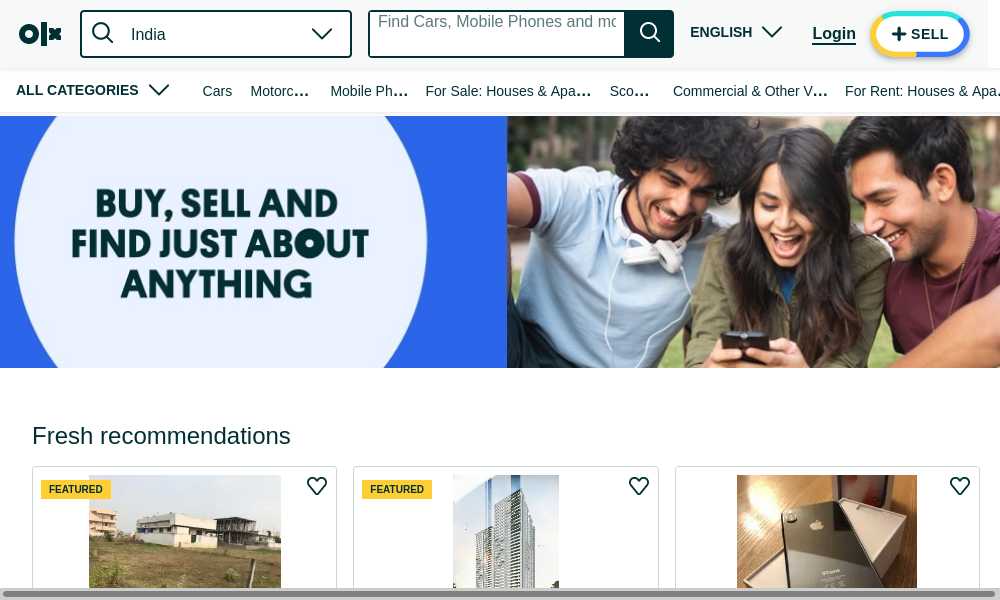 olx
India
Find Cars, Mobile Phones and mo
ENGLISH
Login
SELL
ALL CATEGORIES
Cars
Motorc...
Mobile Ph...
For Sale: Houses & Apa...
Sco...
Commercial & Other V...
For Rent: Houses & Apa.
BUY, SELL AND
FIND JUST ABOUT
ANYTHING
Fresh recommendations
FEATURED
FEATURED
iPhone